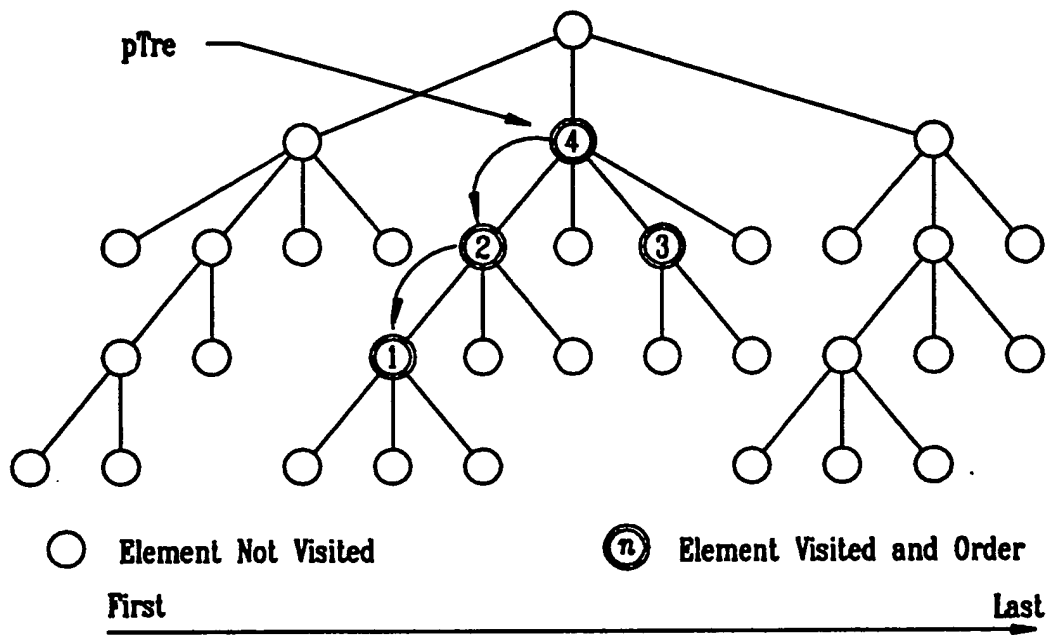 pTre
4
2
3
1
Element Not Visited
n Element Visited and Order
First
Last